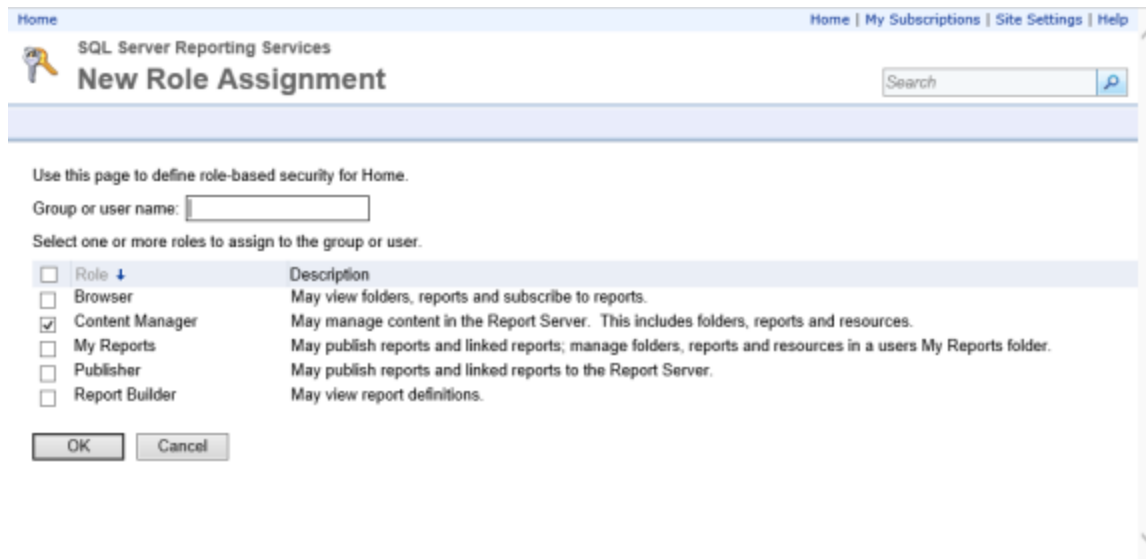 Home
Home | My Subscriptions | Site Settings | Help
SQL Server Reporting Services
New Role Assignment
Search
Use this page to define role-based security for Home.
Group or user name:
Select one or more roles to assign to the group or user.
Role Description
Browser May view folders, reports and subscribe to reports.
Content Manager May manage content in the Report Server. This includes folders, reports and resources.
My Reports May publish reports and linked reports; manage folders, reports and resources in a users My Reports folder.
Publisher May publish reports and linked reports to the Report Server.
Report Builder May view report definitions.
OK Cancel